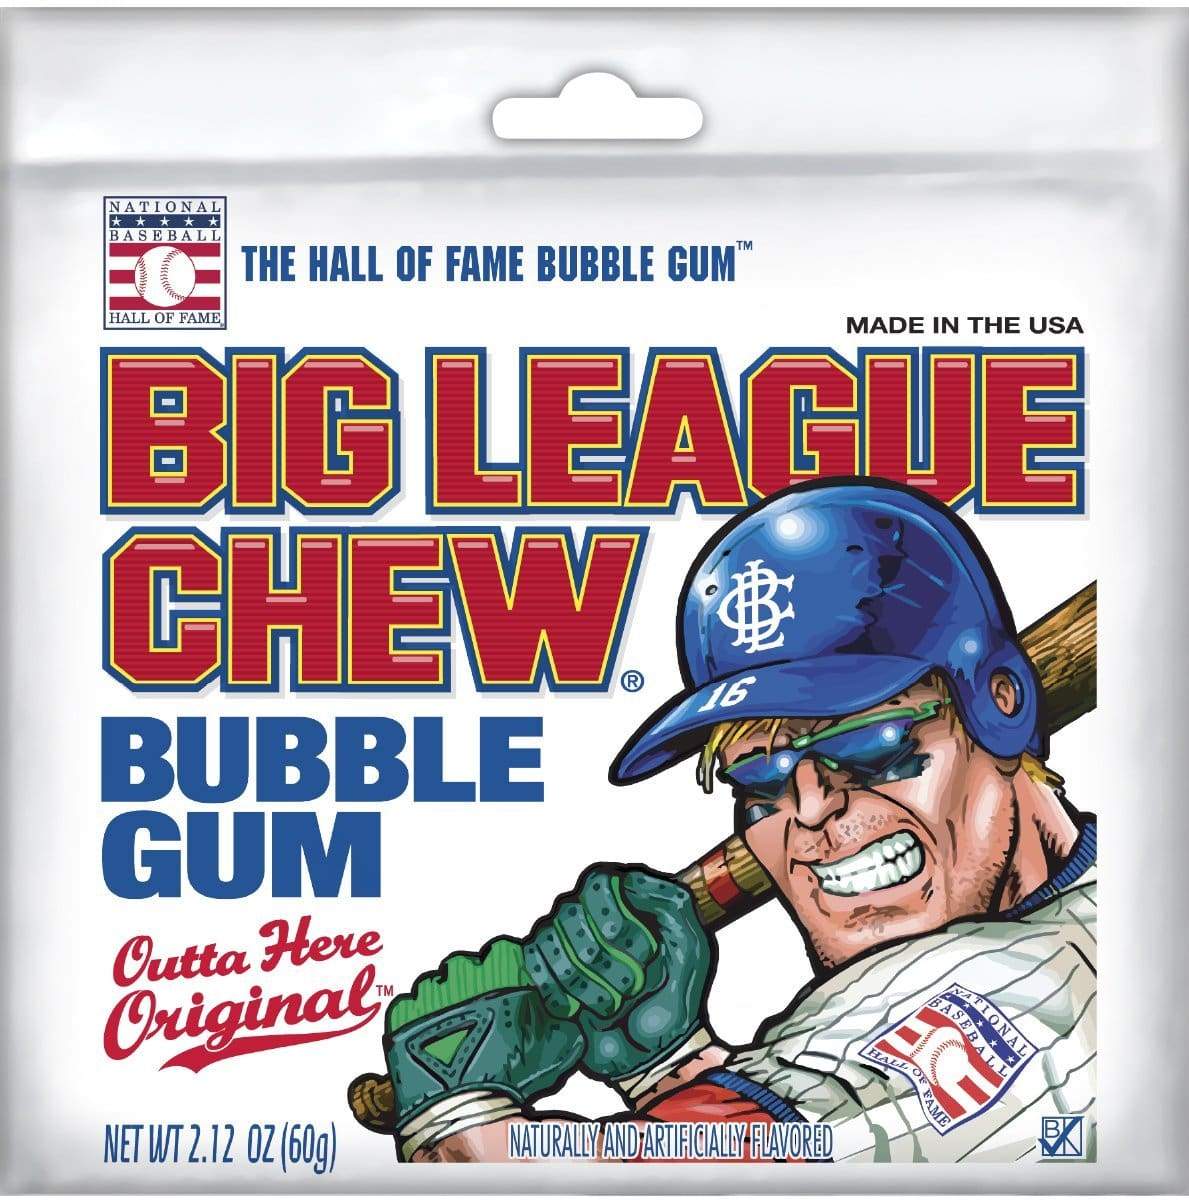 NATIONAL
BASEBALL
HALL OF FAME
THE HALL OF FAME BUBBLE GUM™
MADE IN THE USA
BIG LEAGUE
CHEW®
BUBBLE
GUM
Outta Here
Original™
BLC
16
NATIONAL
BASEBALL
HALL OF FAME
NET WT 2.12 OZ (60g)
NATURALLY AND ARTIFICIALLY FLAVORED
BK